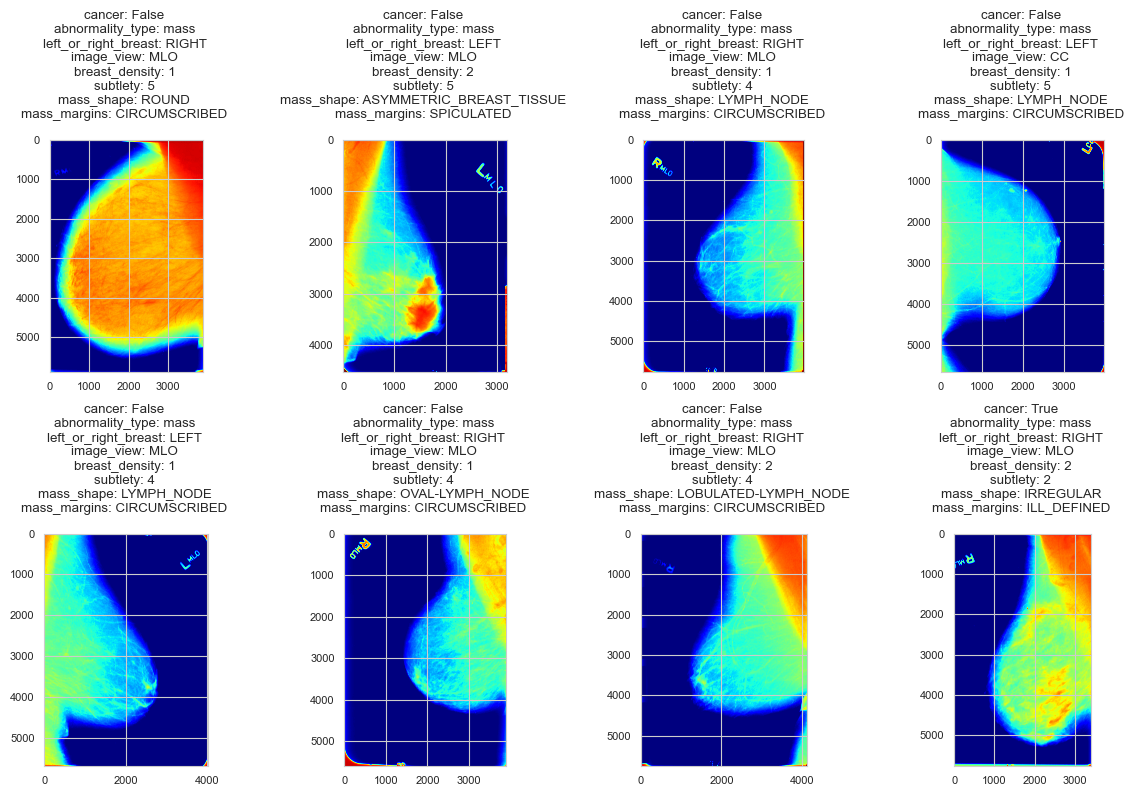 cancer: False
abnormality_type: mass
left_or_right_breast: RIGHT
image_view: MLO
breast_density: 1
subtlety: 5
mass_shape: ROUND
mass_margins: CIRCUMSCRIBED
0
1000
2000
3000
4000
5000
0 1000 2000 3000
cancer: False
abnormality_type: mass
left_or_right_breast: LEFT
image_view: MLO
breast_density: 2
subtlety: 5
mass_shape: ASYMMETRIC_BREAST_TISSUE
mass_margins: SPICULATED
0
1000
2000
3000
4000
0 1000 2000 3000
L MLO
cancer: False
abnormality_type: mass
left_or_right_breast: RIGHT
image_view: MLO
breast_density: 1
subtlety: 4
mass_shape: LYMPH_NODE
mass_margins: CIRCUMSCRIBED
0
1000
2000
3000
4000
5000
0 1000 2000 3000
R MLO
cancer: False
abnormality_type: mass
left_or_right_breast: LEFT
image_view: CC
breast_density: 1
subtlety: 5
mass_shape: LYMPH_NODE
mass_margins: CIRCUMSCRIBED
0
1000
2000
3000
4000
5000
0 1000 2000 3000
cancer: False
abnormality_type: mass
left_or_right_breast: LEFT
image_view: MLO
breast_density: 1
subtlety: 4
mass_shape: LYMPH_NODE
mass_margins: CIRCUMSCRIBED
0
1000
2000
3000
4000
5000
0 2000 4000
L MLO
cancer: False
abnormality_type: mass
left_or_right_breast: RIGHT
image_view: MLO
breast_density: 1
subtlety: 4
mass_shape: OVAL-LYMPH_NODE
mass_margins: CIRCUMSCRIBED
0
1000
2000
3000
4000
5000
0 1000 2000 3000
R MLO
cancer: False
abnormality_type: mass
left_or_right_breast: RIGHT
image_view: MLO
breast_density: 2
subtlety: 4
mass_shape: LOBULATED-LYMPH_NODE
mass_margins: CIRCUMSCRIBED
0
1000
2000
3000
4000
5000
0 2000 4000
cancer: True
abnormality_type: mass
left_or_right_breast: RIGHT
image_view: MLO
breast_density: 2
subtlety: 2
mass_shape: IRREGULAR
mass_margins: ILL_DEFINED
0
1000
2000
3000
4000
5000
0 1000 2000 3000
R MLO